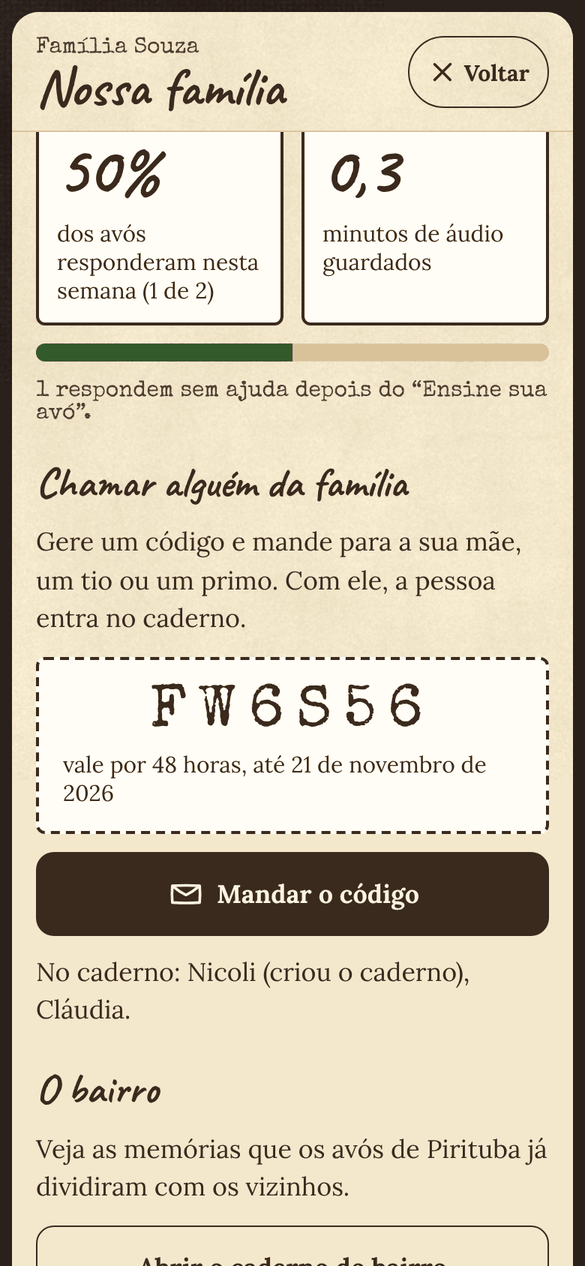 Família Souza
Nossa família
Voltar
50%
dos avós
responderam nesta
semana (1 de 2)
0,3
minutos de áudio
guardados
1 respondem sem ajuda depois do “Ensine sua
avó”.
Chamar alguém da família
Gere um código e mande para a sua mãe,
um tio ou um primo. Com ele, a pessoa
entra no caderno.
FW6S56
vale por 48 horas, até 21 de novembro de
2026
Mandar o código
No caderno: Nicoli (criou o caderno),
Cláudia.
O bairro
Veja as memórias que os avós de Pirituba já
dividiram com os vizinhos.
Abrir o caderno do bairro